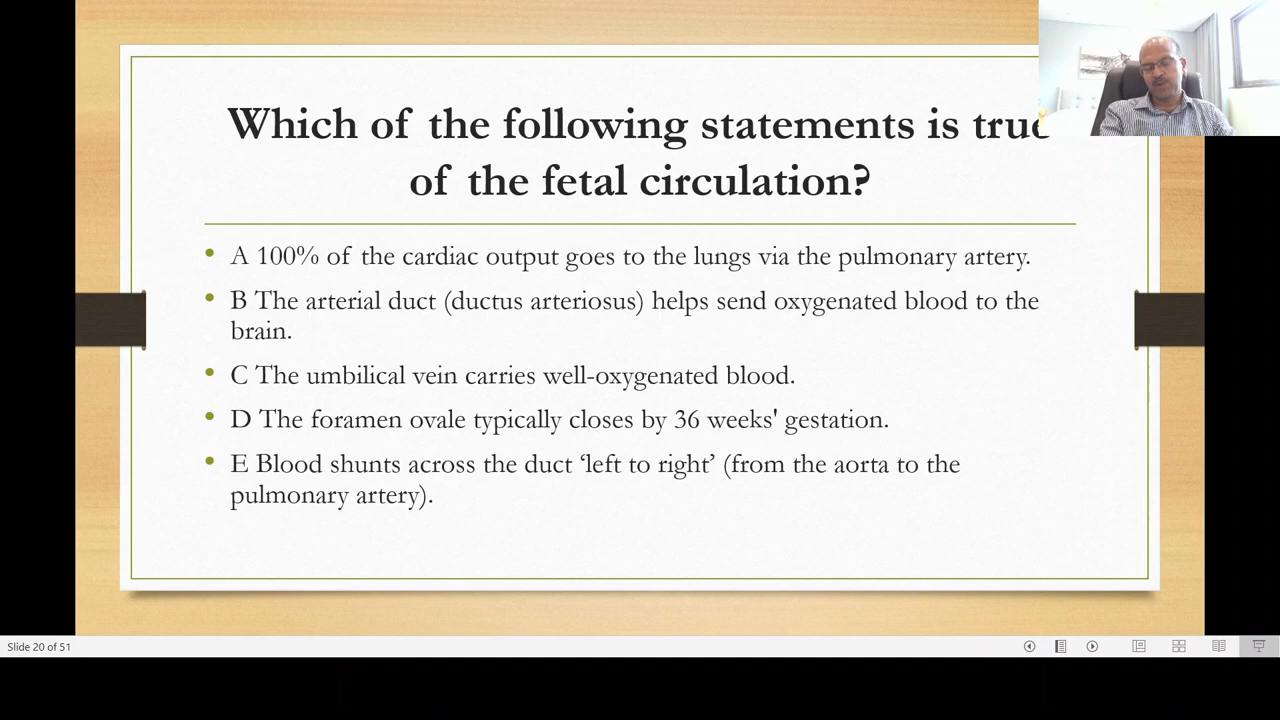 Which of the following statements is true
of the fetal circulation?
• A 100% of the cardiac output goes to the lungs via the pulmonary artery.
• B The arterial duct (ductus arteriosus) helps send oxygenated blood to the
brain.
• C The umbilical vein carries well-oxygenated blood.
• D The foramen ovale typically closes by 36 weeks' gestation.
• E Blood shunts across the duct ‘left to right’ (from the aorta to the
pulmonary artery).
Slide 20 of 51